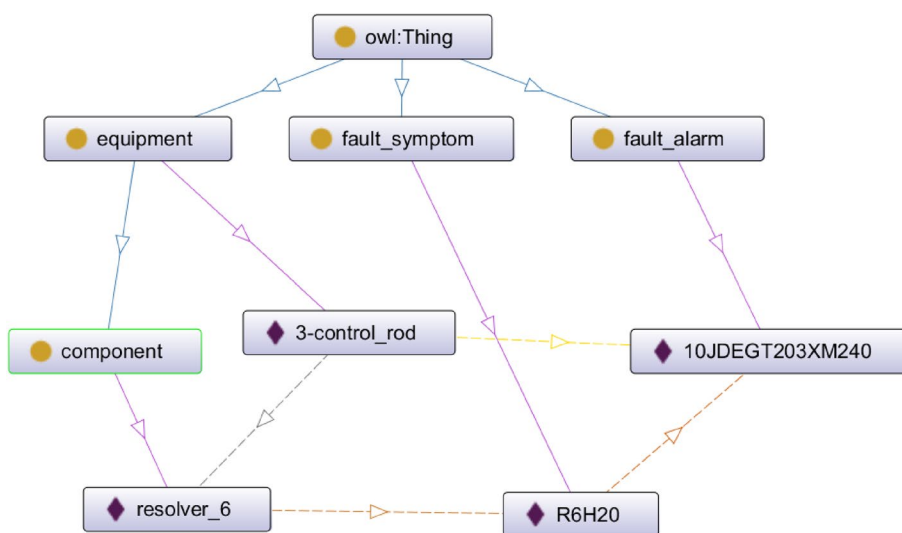 owl:Thing
equipment
fault_symptom
fault_alarm
3-control_rod
component
10JDEGT203XM240
resolver_6
R6H20